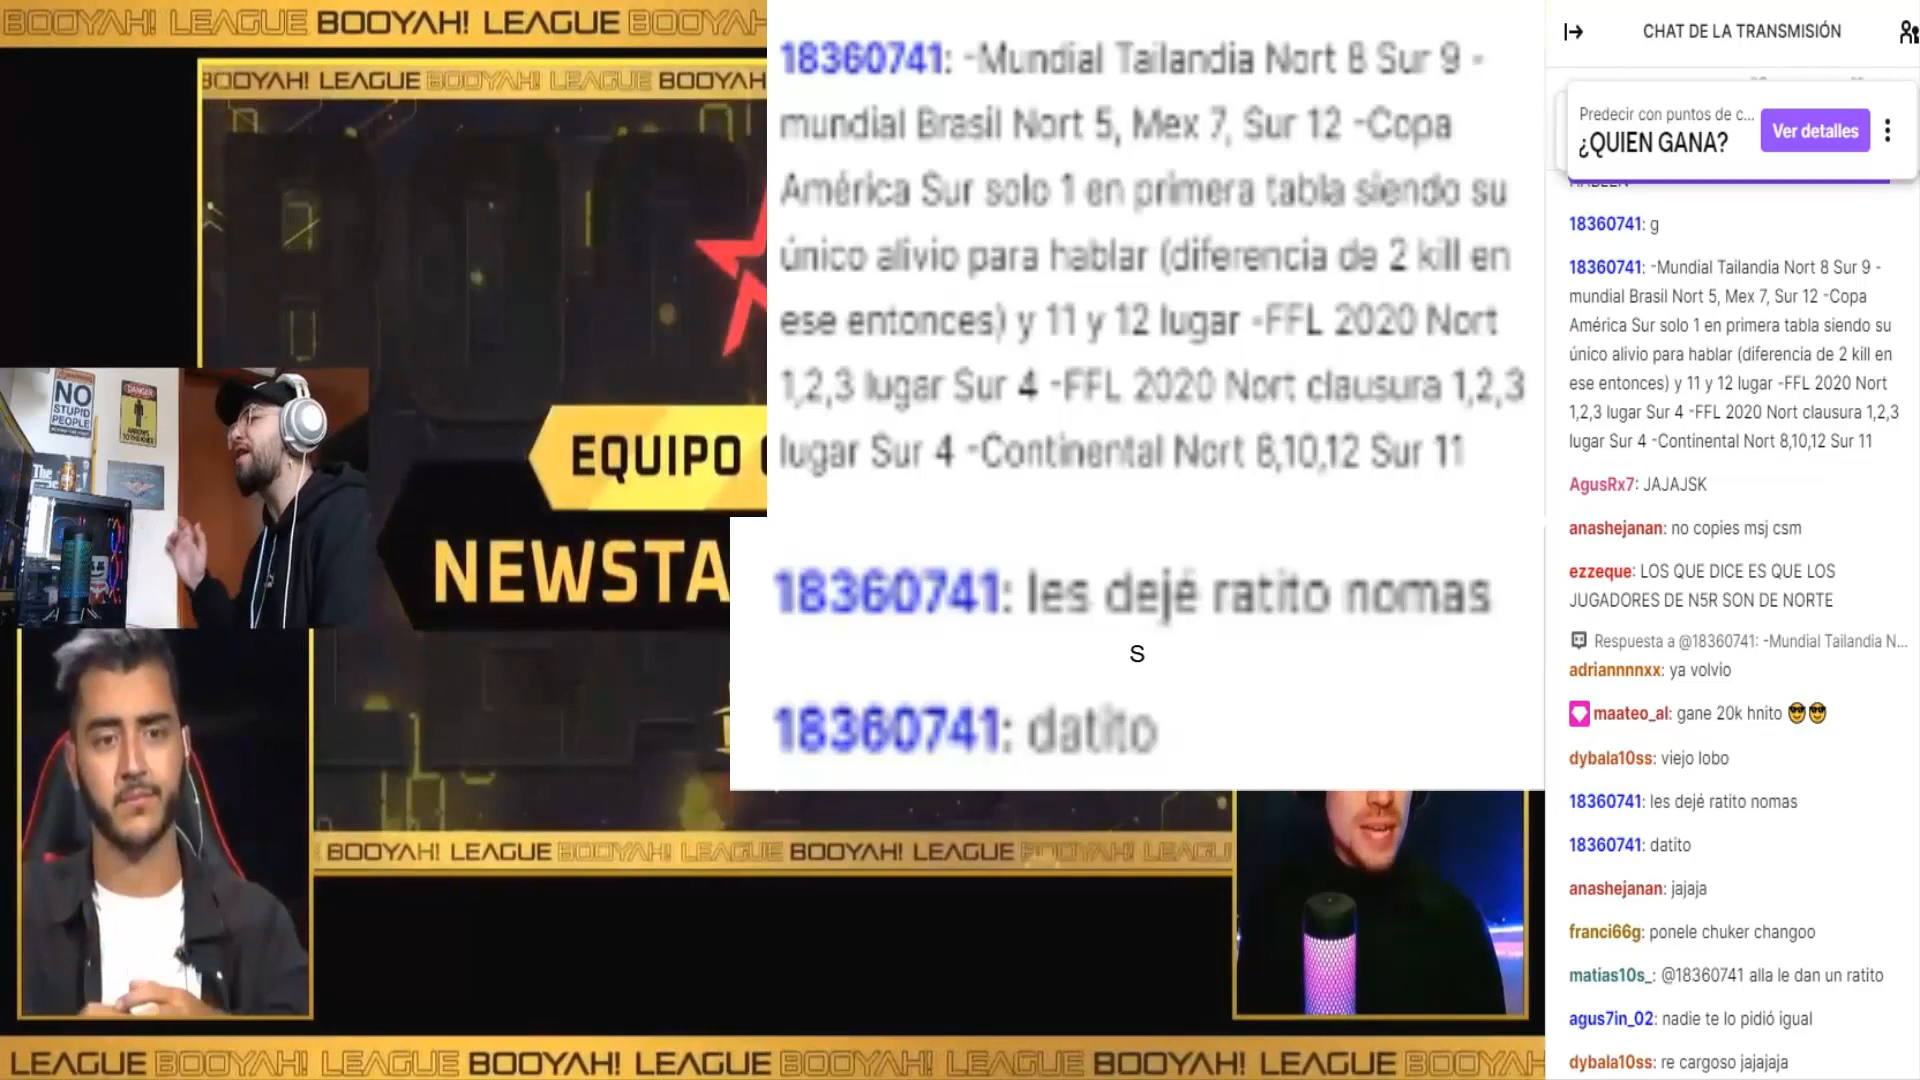 BOOYAH! LEAGUE BOOYAH! LEAGUE BOOYAH!
BOOYAH! LEAGUE BOOYAH! LEAGUE BOOYAH!
NO
STUPID
PEOPLE
DANGER
ARROWS
TO THE KNEE
The
EQUIPO
NEWSTA
BOOYAH! LEAGUE BOOYAH! LEAGUE BOOYAH! LEAGUE BOOYAH! LEAGUE
LEAGUE BOOYAH! LEAGUE BOOYAH! LEAGUE BOOYAH! LEAGUE BOOYAH! LEAGUE BOOYAH!
18360741: -Mundial Tailandia Nort 8 Sur 9 -
mundial Brasil Nort 5, Mex 7, Sur 12 -Copa
América Sur solo 1 en primera tabla siendo su
único alivio para hablar (diferencia de 2 kill en
ese entonces) y 11 y 12 lugar -FFL 2020 Nort
1,2,3 lugar Sur 4 -FFL 2020 Nort clausura 1,2,3
lugar Sur 4 -Continental Nort 8,10,12 Sur 11
18360741: les dejé ratito nomas
S
18360741: datito
CHAT DE LA TRANSMISIÓN
Predecir con puntos de c...
¿QUIEN GANA?
Ver detalles
HABLEN
18360741: g
18360741: -Mundial Tailandia Nort 8 Sur 9 -
mundial Brasil Nort 5, Mex 7, Sur 12 -Copa
América Sur solo 1 en primera tabla siendo su
único alivio para hablar (diferencia de 2 kill en
ese entonces) y 11 y 12 lugar -FFL 2020 Nort
1,2,3 lugar Sur 4 -FFL 2020 Nort clausura 1,2,3
lugar Sur 4 -Continental Nort 8,10,12 Sur 11
AgusRx7: JAJAJSK
anashejanan: no copies msj csm
ezzeque: LOS QUE DICE ES QUE LOS
JUGADORES DE N5R SON DE NORTE
Respuesta a @18360741: -Mundial Tailandia N...
adriannnnxx: ya volvio
maateo_al: gane 20k hnito 😎😎
dybala10ss: viejo lobo
18360741: les dejé ratito nomas
18360741: datito
anashejanan: jajaja
franci66g: ponele chuker changoo
matias10s_: @18360741 alla le dan un ratito
agus7in_02: nadie te lo pidió igual
dybala10ss: re cargoso jajajaja